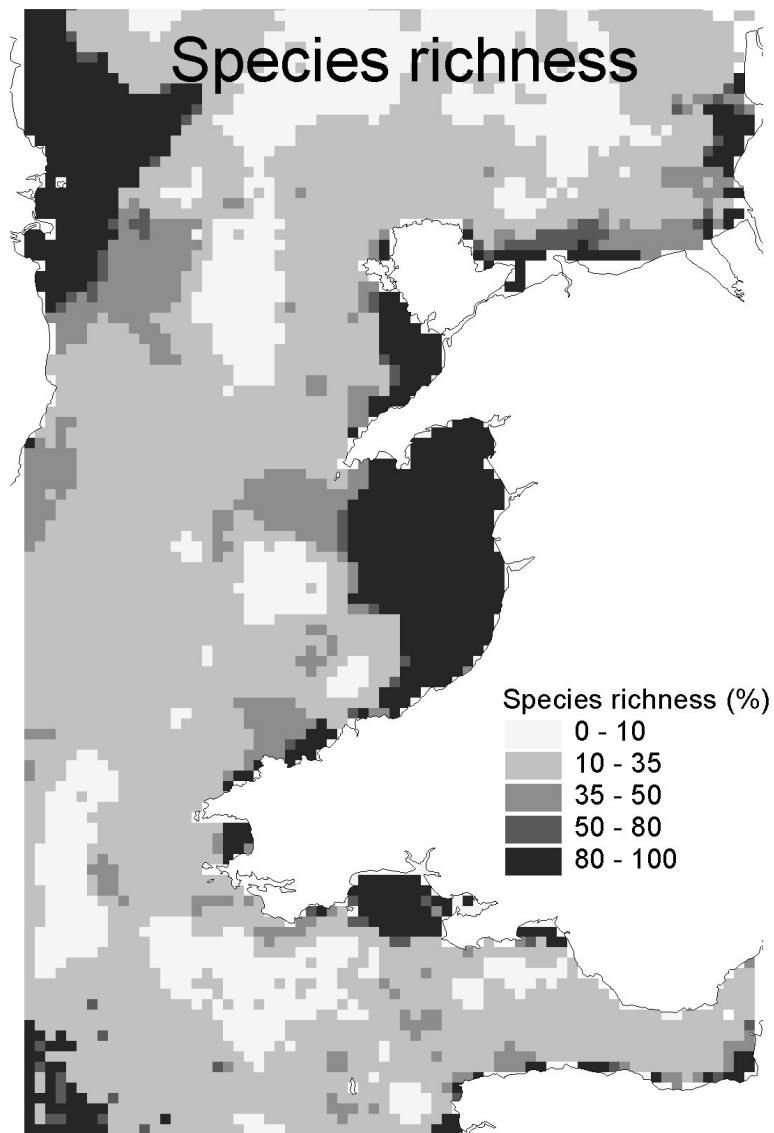 Species richness
Species richness (%)
0 - 10
10 - 35
35 - 50
50 - 80
80 - 100